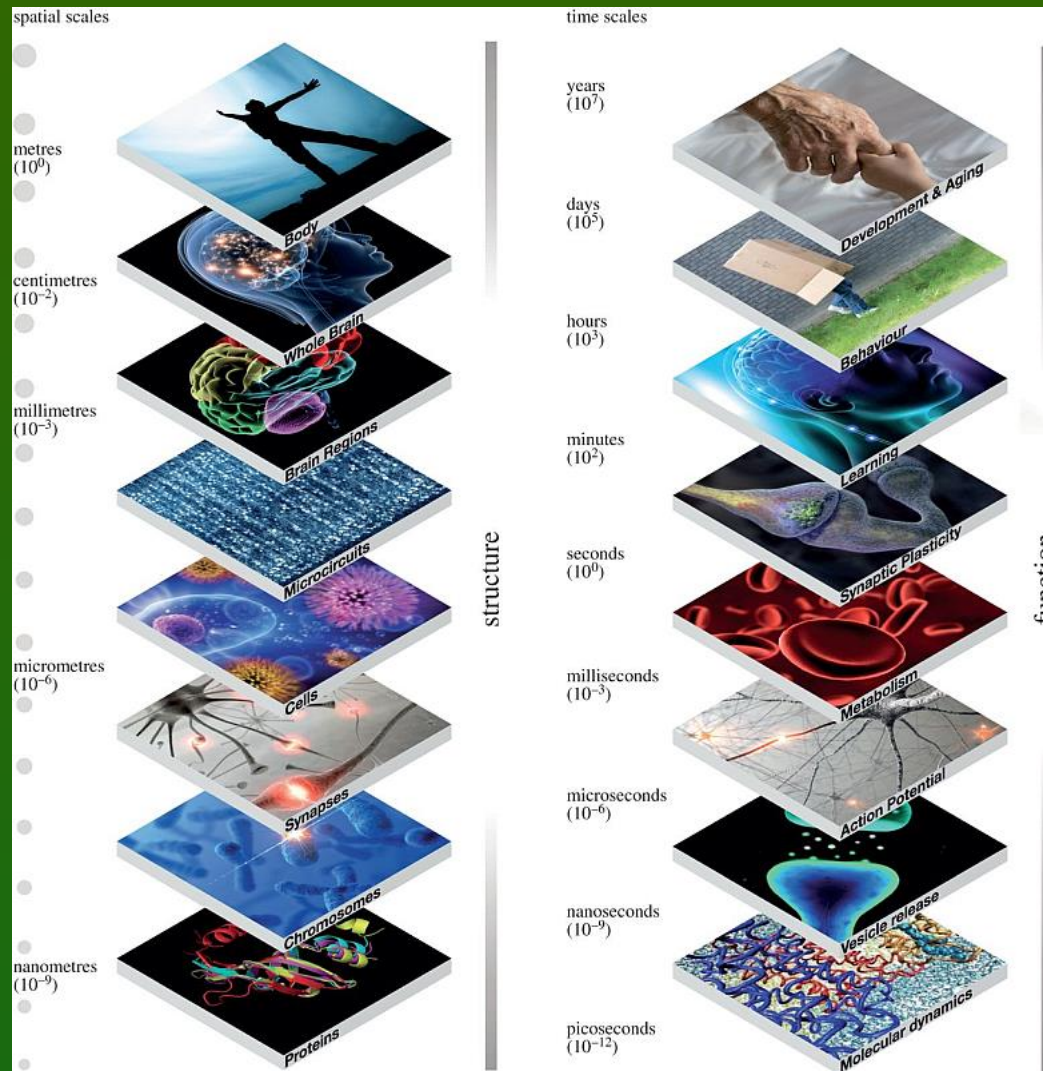 spatial scales
metres
(10⁰)
centimetres
(10⁻²)
millimetres
(10⁻³)
micrometres
(10⁻⁶)
nanometres
(10⁻⁹)
Body
Whole Brain
Brain Regions
Microcircuits
Cells
Synapses
Chromosomes
Proteins
structure
time scales
years
(10⁷)
days
(10⁵)
hours
(10³)
minutes
(10²)
seconds
(10⁰)
milliseconds
(10⁻³)
microseconds
(10⁻⁶)
nanoseconds
(10⁻⁹)
picoseconds
(10⁻¹²)
Development & Aging
Behaviour
Learning
Synaptic Plasticity
Metabolism
Action Potential
Vesicle release
Molecular dynamics
function